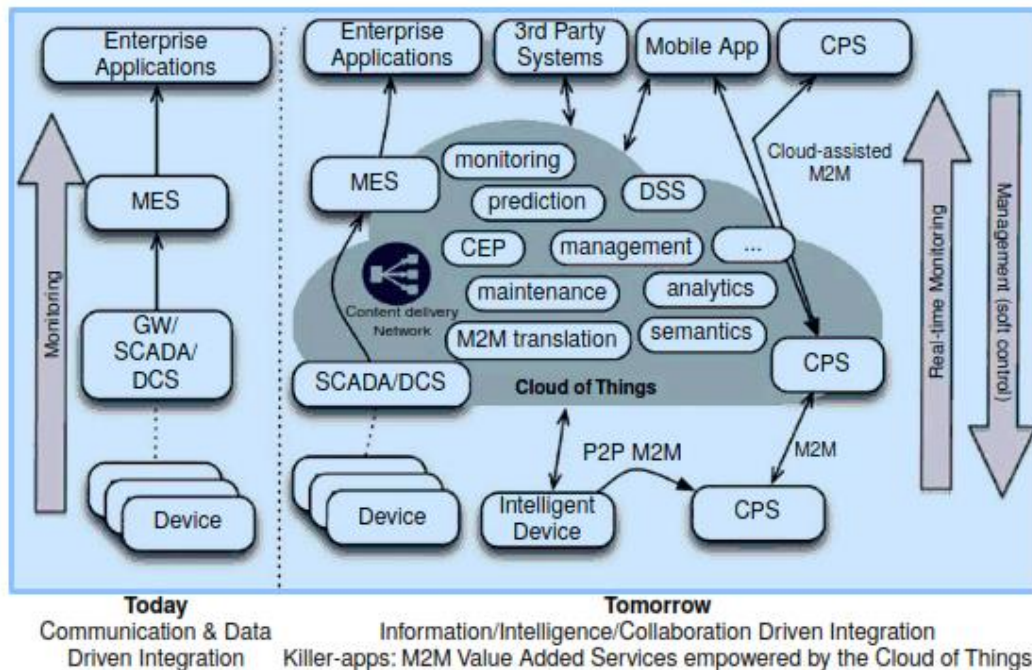 Enterprise
Applications
MES
GW/
SCADA/
DCS
Device
Monitoring
Enterprise
Applications
3rd Party
Systems
Mobile App
CPS
MES
monitoring
prediction
DSS
CEP
management
...
maintenance
analytics
M2M translation
semantics
Content delivery
Network
Cloud of Things
SCADA/DCS
CPS
Cloud-assisted
M2M
P2P M2M
M2M
Device
Intelligent
Device
CPS
Real-time Monitoring
Management (soft control)
Today
Communication & Data
Driven Integration
Tomorrow
Information/Intelligence/Collaboration Driven Integration
Killer-apps: M2M Value Added Services empowered by the Cloud of Things